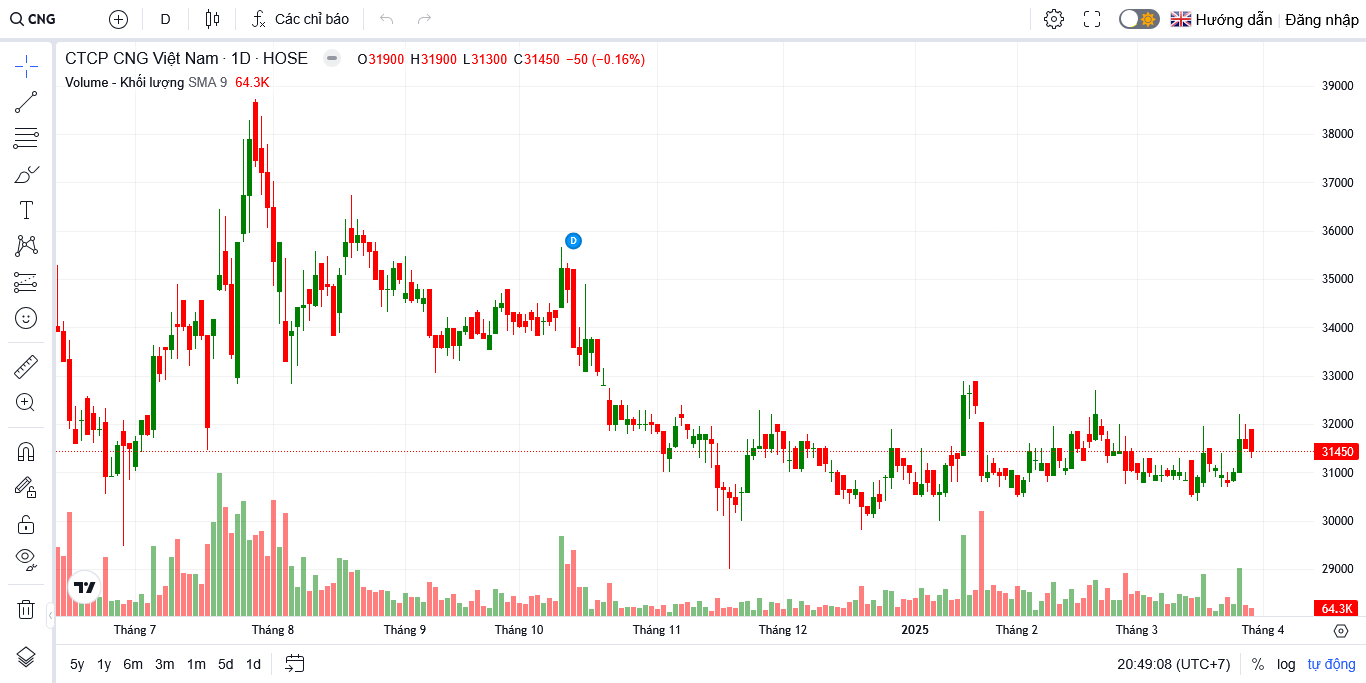 CNG D Các chỉ báo Hướng dẫn Đăng nhập
CTCP CNG Việt Nam · 1D · HOSE O31900 H31900 L31300 C31450 −50 (−0.16%)
Volume - Khối lượng SMA 9 64.3K
39000
38000
37000
36000
D
35000
34000
33000
32000
31450
31000
30000
29000
64.3K
Tháng 7 Tháng 8 Tháng 9 Tháng 10 Tháng 11 Tháng 12 2025 Tháng 2 Tháng 3 Tháng 4
5y 1y 6m 3m 1m 5d 1d 20:49:08 (UTC+7) % log tự động